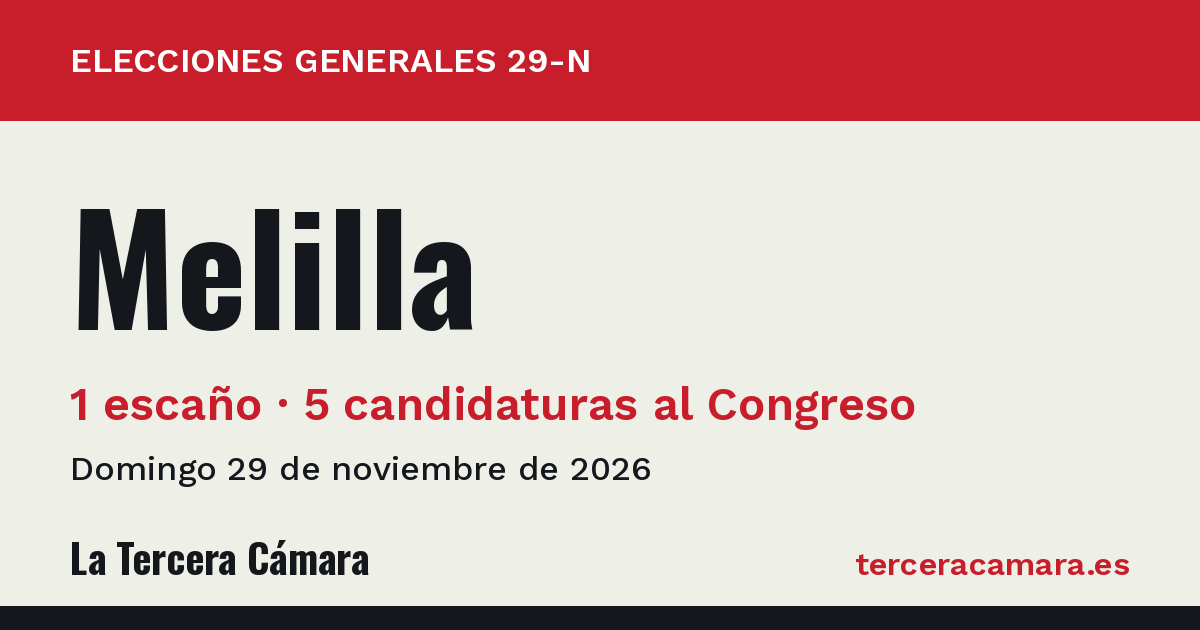 ELECCIONES GENERALES 29-N
Melilla
1 escaño · 5 candidaturas al Congreso
Domingo 29 de noviembre de 2026
La Tercera Cámara
terceracamara.es